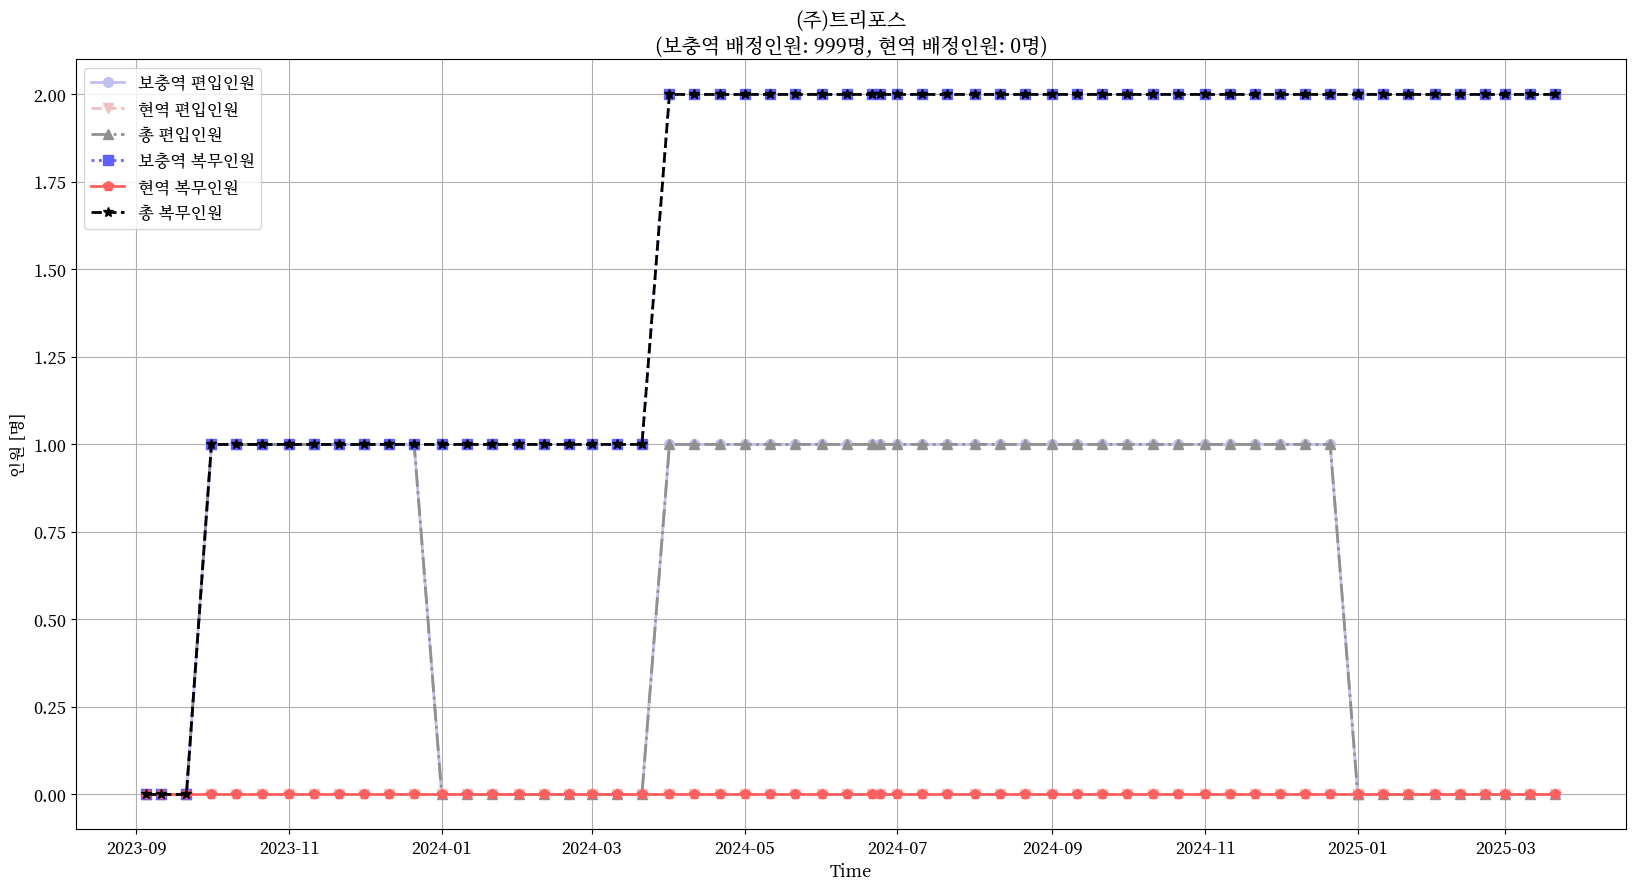 (주)트리포스
(보충역 배정인원: 999명, 현역 배정인원: 0명)
보충역 편입인원
현역 편입인원
총 편입인원
보충역 복무인원
현역 복무인원
총 복무인원
인원 [명]
2.00
1.75
1.50
1.25
1.00
0.75
0.50
0.25
0.00
2023-09 2023-11 2024-01 2024-03 2024-05 2024-07 2024-09 2024-11 2025-01 2025-03
Time